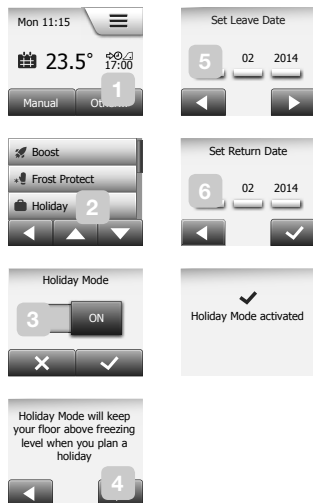 Mon 11:15
23.5°
17:00
1
Manual
Boost
Frost Protect
Holiday
2
Holiday Mode
3
ON
Holiday Mode will keep
your floor above freezing
level when you plan a
holiday
4
Set Leave Date
5
02
2014
Set Return Date
6
02
2014
Holiday Mode activated